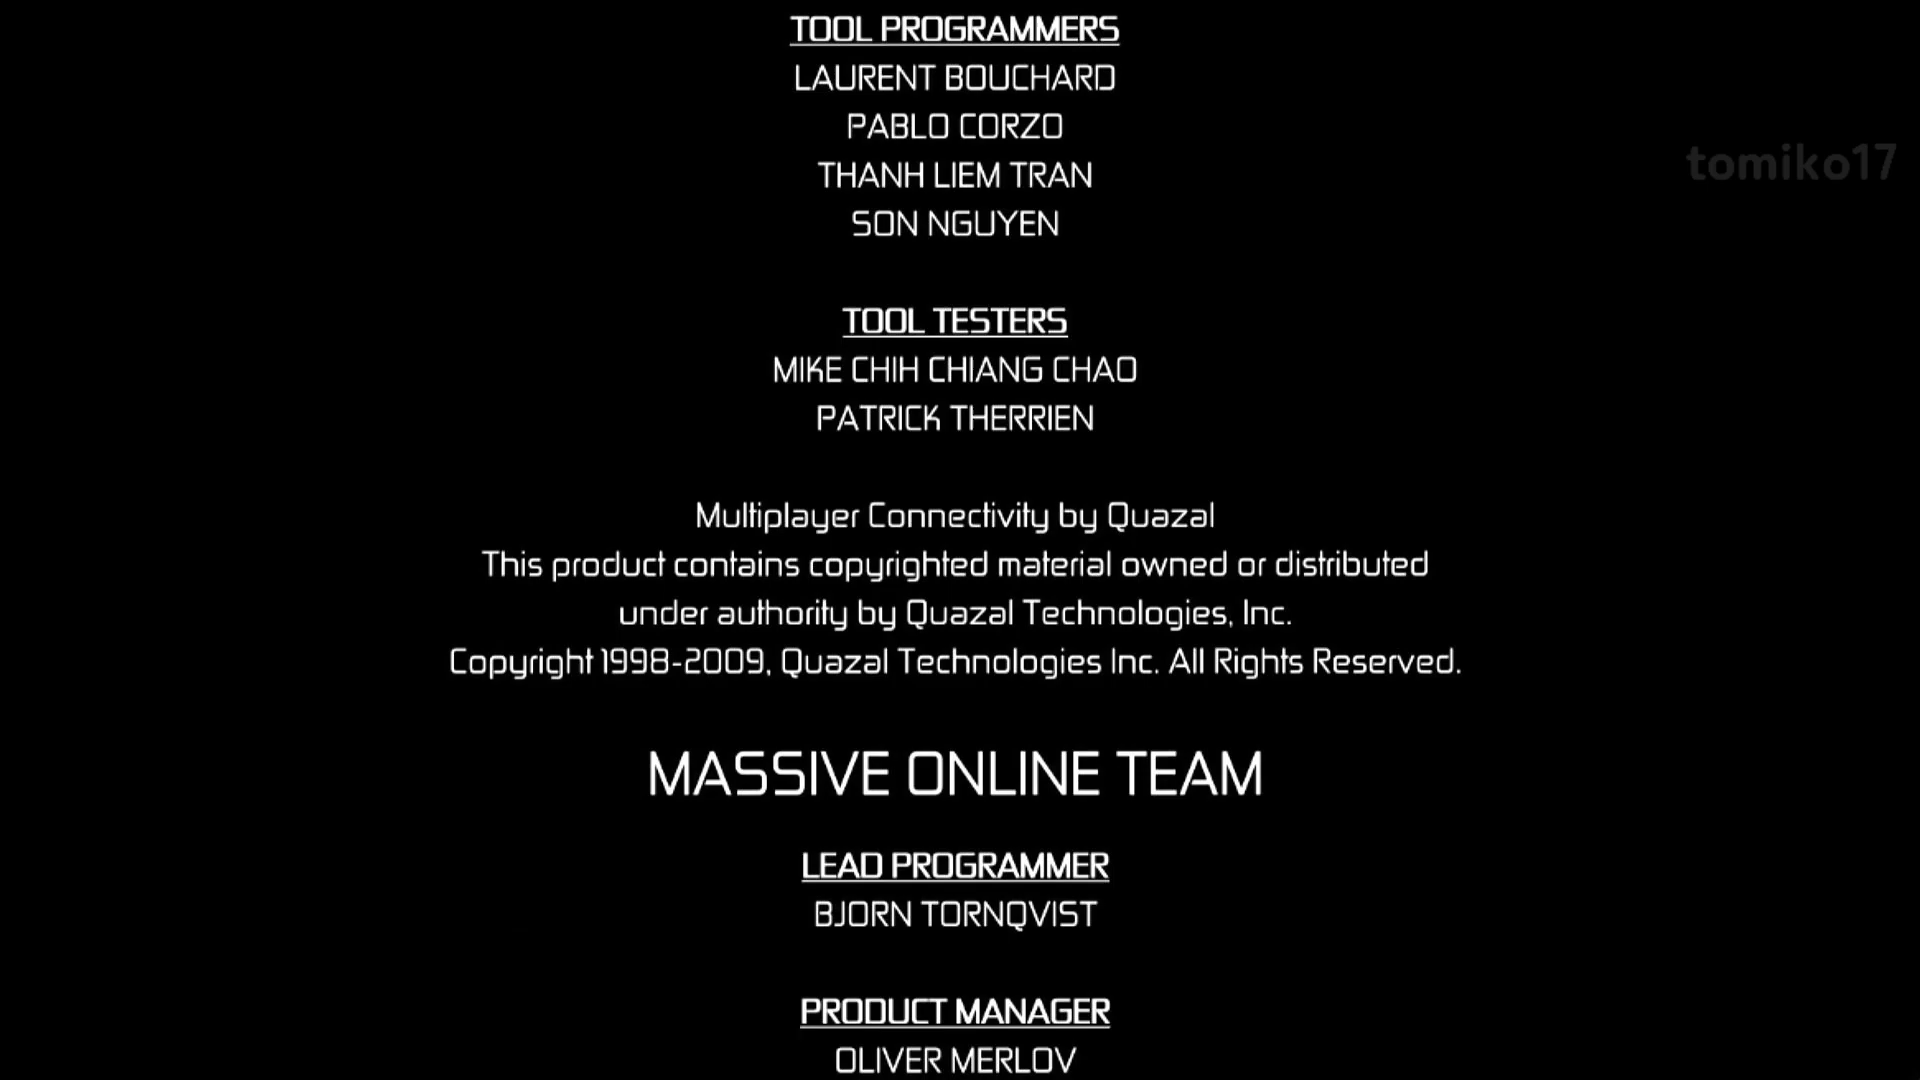 TOOL PROGRAMMERS
LAURENT BOUCHARD
PABLO CORZO
tomiko17
THANH LIEM TRAN
SON NGUYEN
TOOL TESTERS
MIKE CHIH CHIANG CHAO
PATRICK THERRIEN
Multiplayer Connectivity by Quazal
This product contains copyrighted material owned or distributed
under authority by Quazal Technologies, Inc.
Copyright 1998-2009, Quazal Technologies Inc. All Rights Reserved.
MASSIVE ONLINE TEAM
LEAD PROGRAMMER
BJORN TORNQVIST
PRODUCT MANAGER
OLIVER MERLOV